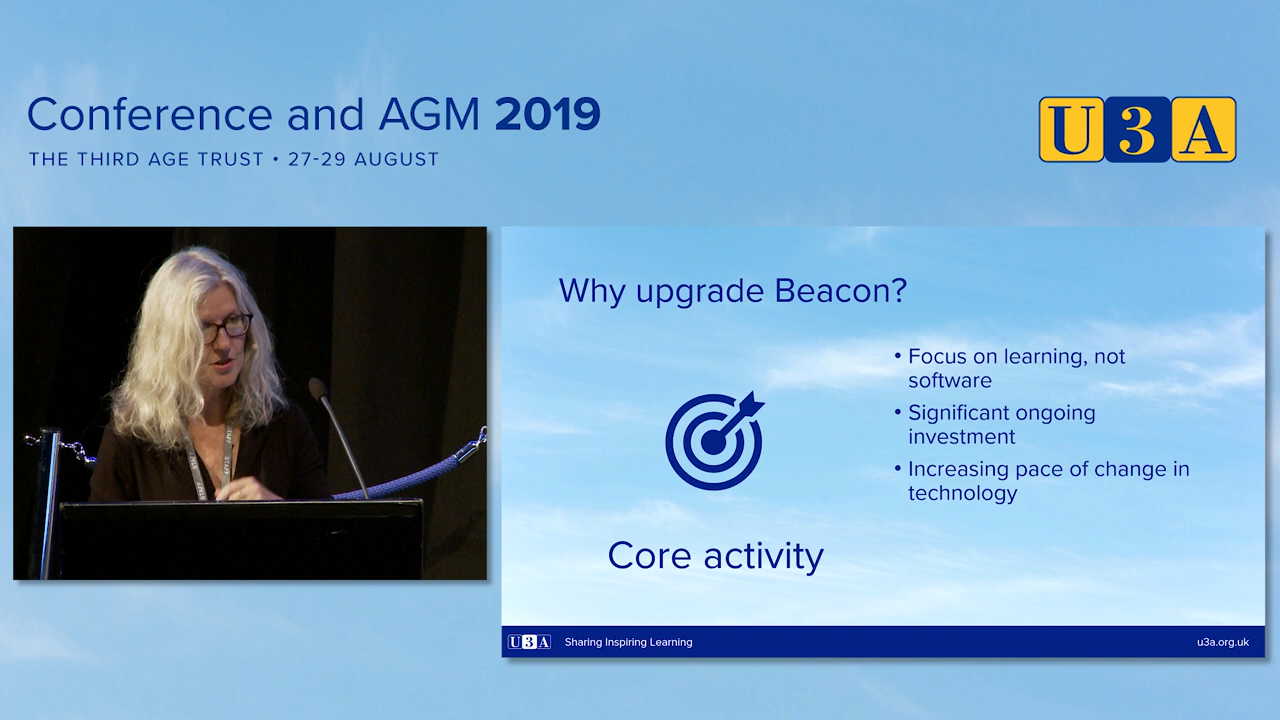 Conference and AGM 2019
THE THIRD AGE TRUST • 27-29 AUGUST
U3A
Why upgrade Beacon?
• Focus on learning, not
software
• Significant ongoing
investment
• Increasing pace of change in
technology
Core activity
STAFF
U3A Sharing Inspiring Learning
u3a.org.uk